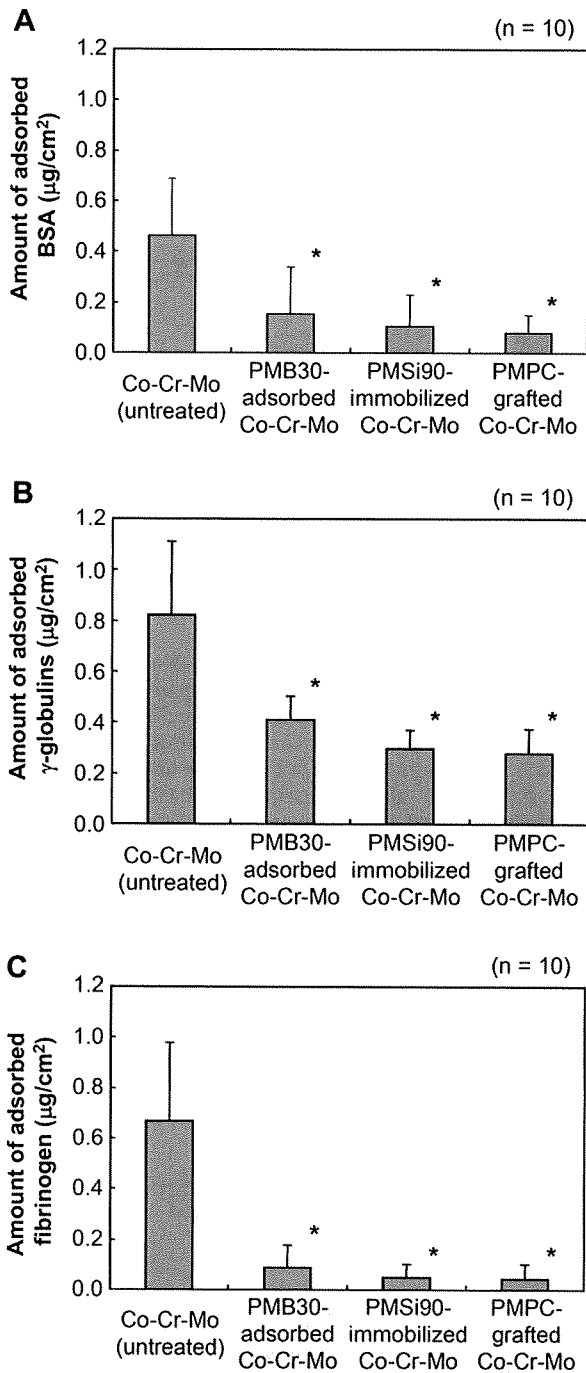 A
(n = 10)
Amount of adsorbed
BSA (μg/cm²)
1.2
1.0
0.8
0.6
0.4
0.2
0.0
*
*
*
Co-Cr-Mo
(untreated)
PMB30-
adsorbed
Co-Cr-Mo
PMSi90-
immobilized
Co-Cr-Mo
PMPC-
grafted
Co-Cr-Mo
B
(n = 10)
Amount of adsorbed
γ-globulins (μg/cm²)
1.2
1.0
0.8
0.6
0.4
0.2
0.0
*
*
*
Co-Cr-Mo
(untreated)
PMB30-
adsorbed
Co-Cr-Mo
PMSi90-
immobilized
Co-Cr-Mo
PMPC-
grafted
Co-Cr-Mo
C
(n = 10)
Amount of adsorbed
fibrinogen (μg/cm²)
1.2
1.0
0.8
0.6
0.4
0.2
0.0
*
*
*
Co-Cr-Mo
(untreated)
PMB30-
adsorbed
Co-Cr-Mo
PMSi90-
immobilized
Co-Cr-Mo
PMPC-
grafted
Co-Cr-Mo